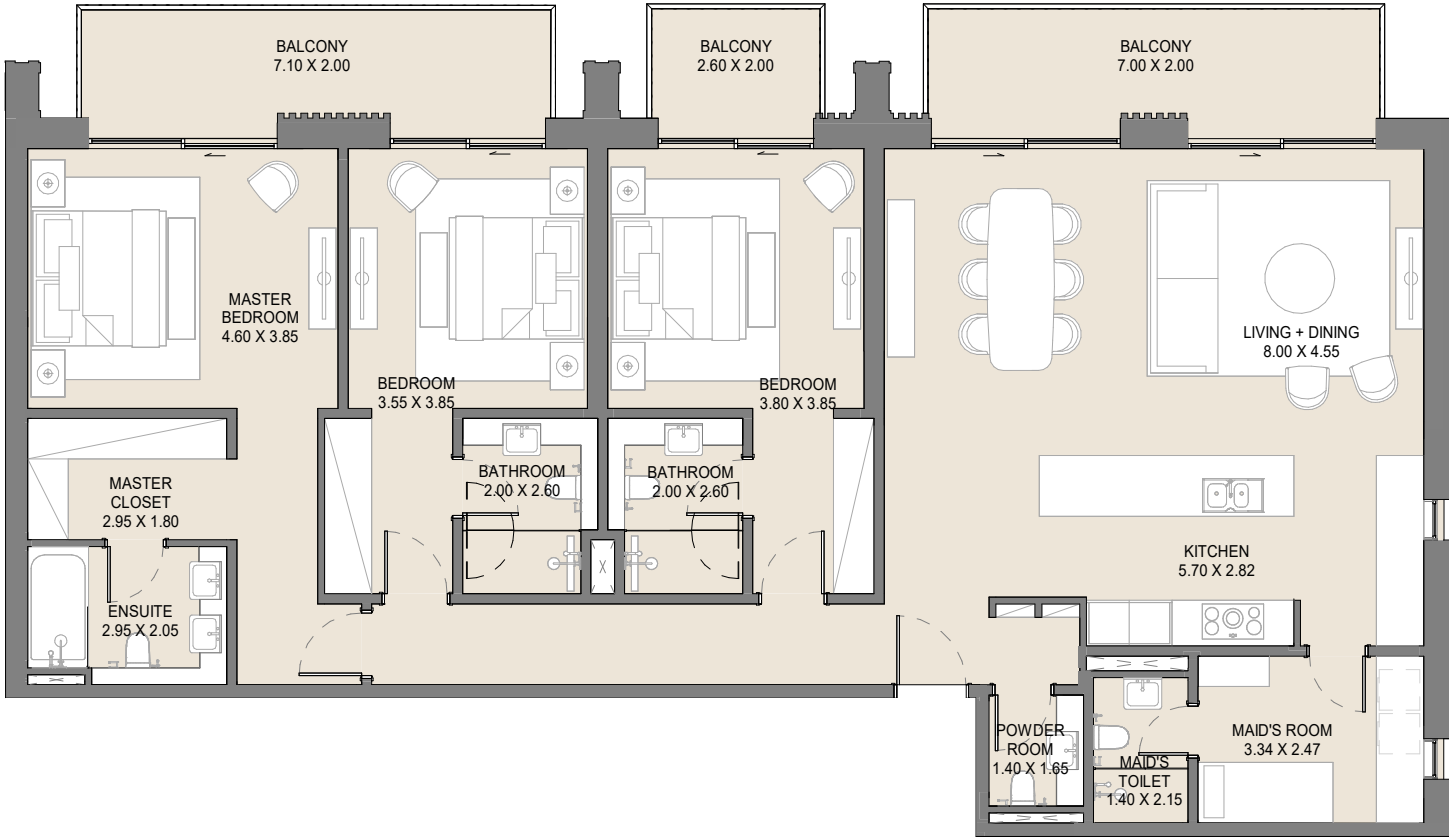 BALCONY
7.10 X 2.00
BALCONY
2.60 X 2.00
BALCONY
7.00 X 2.00
MASTER
BEDROOM
4.60 X 3.85
BEDROOM
3.55 X 3.85
BEDROOM
3.80 X 3.85
LIVING + DINING
8.00 X 4.55
MASTER
CLOSET
2.95 X 1.80
BATHROOM
2.00 X 2.60
BATHROOM
2.00 X 2.60
KITCHEN
5.70 X 2.82
ENSUITE
2.95 X 2.05
POWDER
ROOM
1.40 X 1.65
MAID'S
TOILET
1.40 X 2.15
MAID'S ROOM
3.34 X 2.47